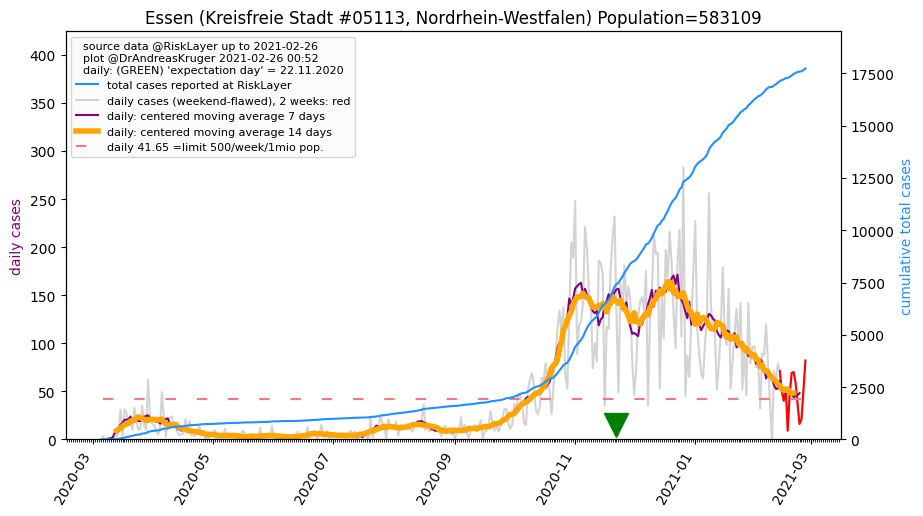 Essen (Kreisfreie Stadt #05113, Nordrhein-Westfalen) Population=583109
source data @RiskLayer up to 2021-02-26
plot @DrAndreasKruger 2021-02-26 00:52
daily: (GREEN) 'expectation day' = 22.11.2020
total cases reported at RiskLayer
daily cases (weekend-flawed), 2 weeks: red
daily: centered moving average 7 days
daily: centered moving average 14 days
daily 41.65 =limit 500/week/1mio pop.
daily cases
400
350
300
250
200
150
100
50
0
17500
15000
12500
10000
7500
5000
2500
0
cumulative total cases
2020-03
2020-05
2020-07
2020-09
2020-11
2021-01
2021-03